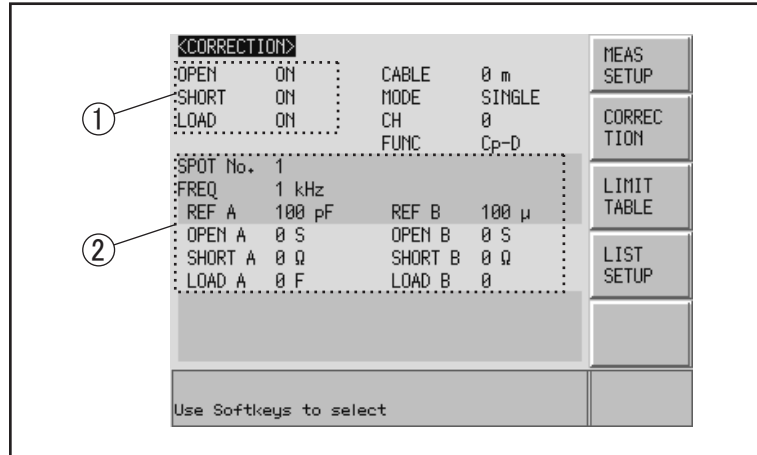 <CORRECTION>
OPEN ON CABLE 0 m
SHORT ON MODE SINGLE
LOAD ON CH 0
FUNC Cp-D
SPOT No. 1
FREQ 1 kHz
REF A 100 pF REF B 100 μ
OPEN A 0 S OPEN B 0 S
SHORT A 0 Ω SHORT B 0 Ω
LOAD A 0 F LOAD B 0
Use Softkeys to select
MEAS
SETUP
CORREC
TION
LIMIT
TABLE
LIST
SETUP
1
2